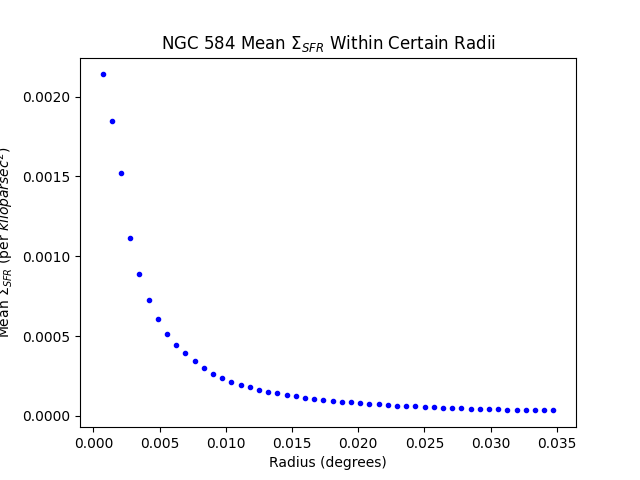 NGC 584 Mean Σ_SFR Within Certain Radii
Mean Σ_SFR (per kiloparsec²)
0.0020
0.0015
0.0010
0.0005
0.0000
0.000 0.005 0.010 0.015 0.020 0.025 0.030 0.035
Radius (degrees)